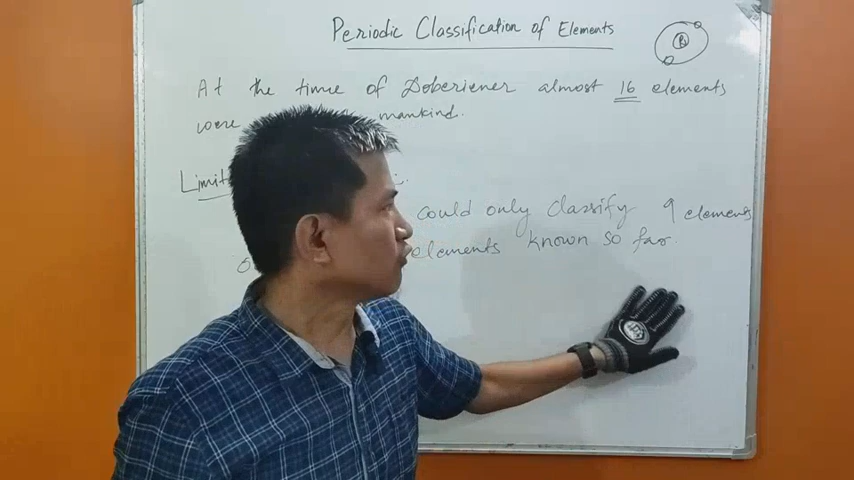 Periodic Classification of Elements
At the time of Doberiener almost 16 elements
were mankind.
Limit
could only classify 9 elements
elements known so far.